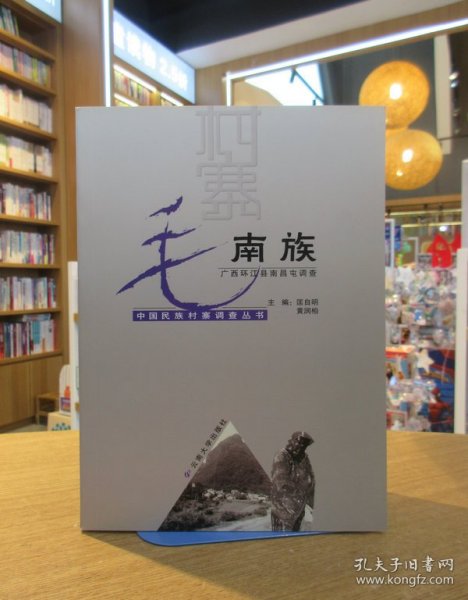 村寨
毛南族
广西环江县南昌屯调查
主编：匡自明
黄润柏
中国民族村寨调查丛书
云南大学出版社
孔夫子旧书网
www.kongfz.com